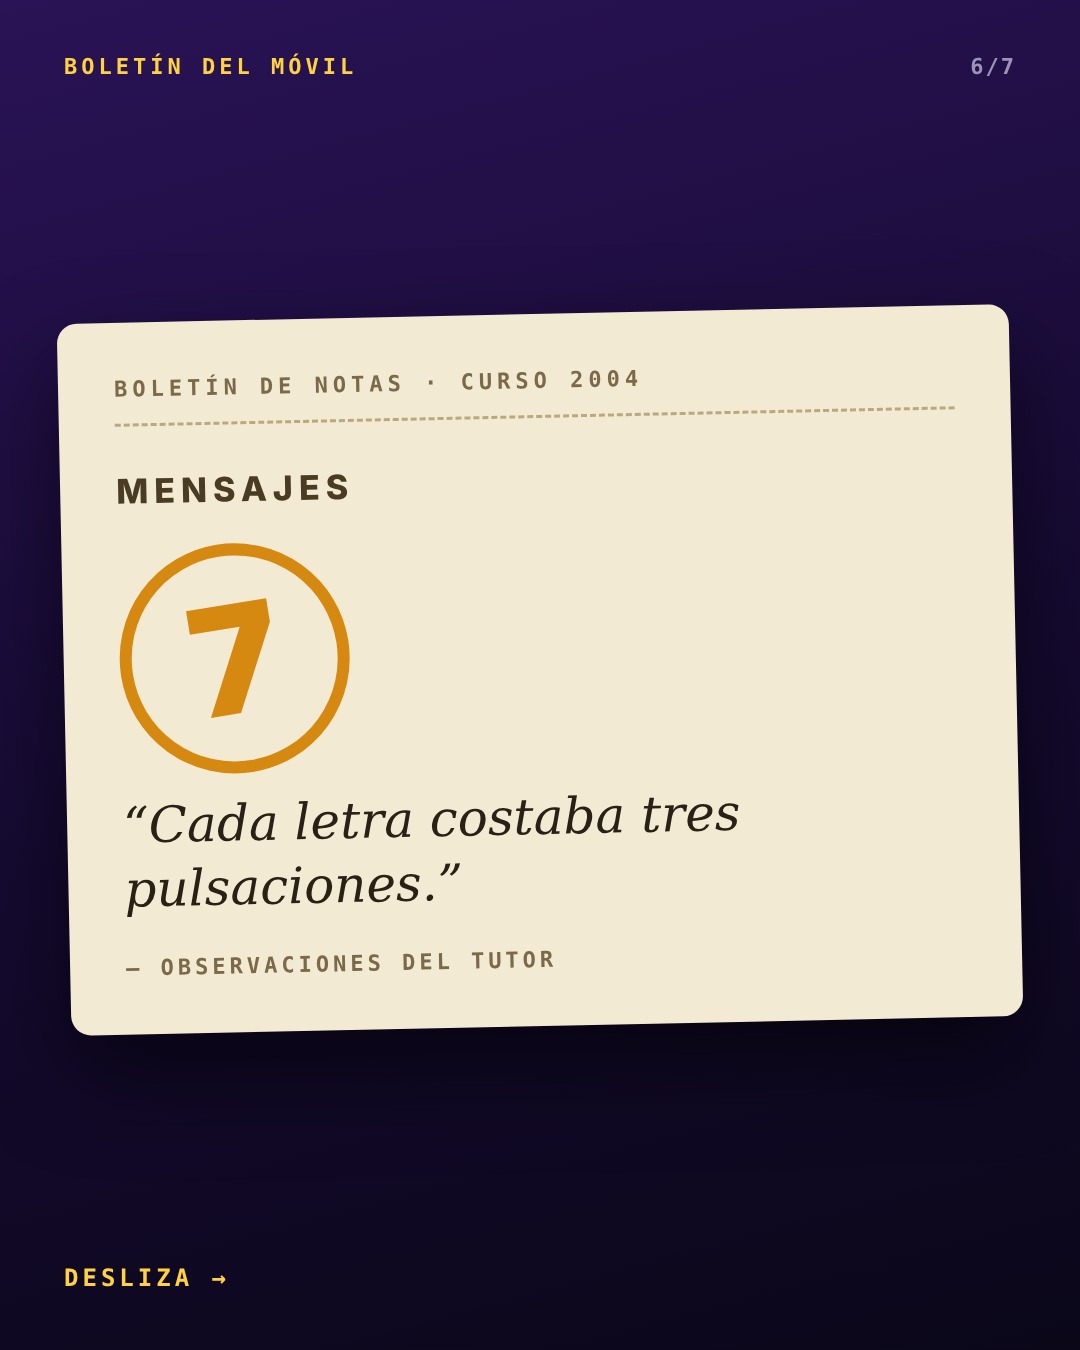 BOLETÍN DEL MÓVIL
6/7
BOLETÍN DE NOTAS · CURSO 2004
MENSAJES
7
“Cada letra costaba tres
pulsaciones.”
— OBSERVACIONES DEL TUTOR
DESLIZA →